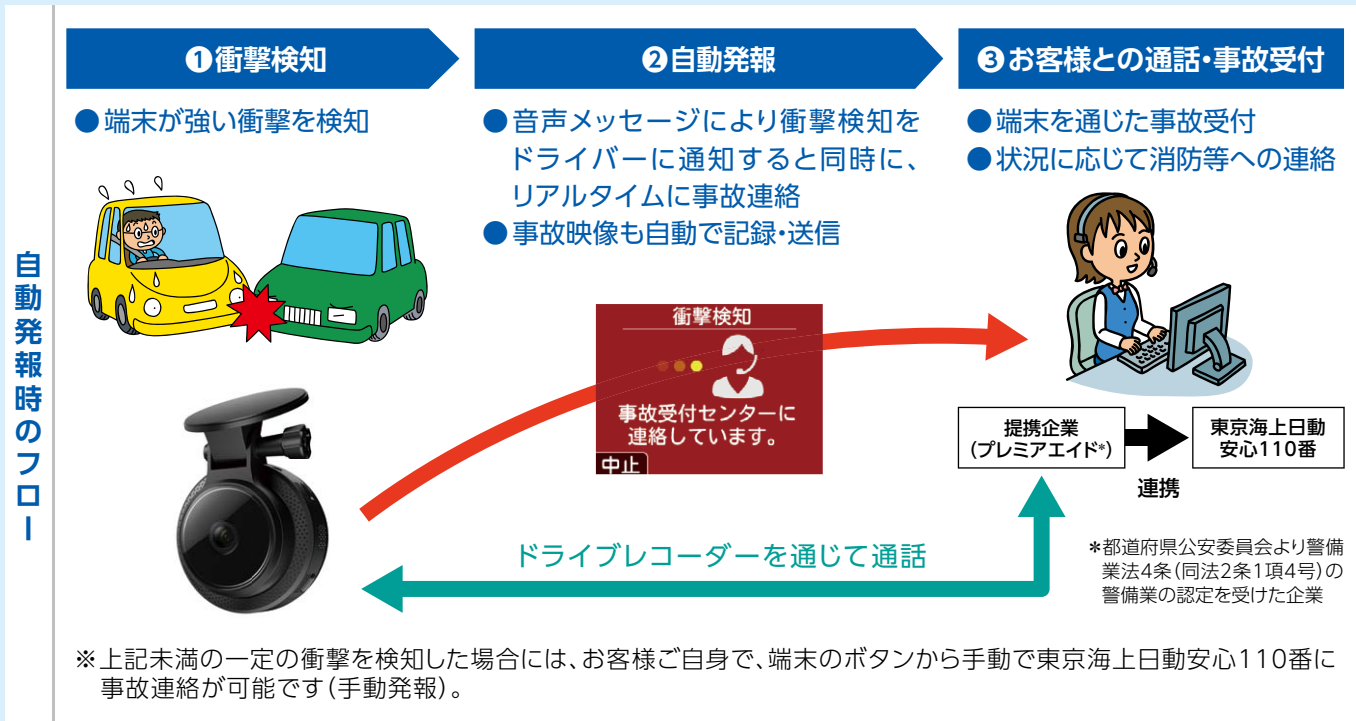 自動発報時のフロー
❶衝撃検知
●端末が強い衝撃を検知
❷自動発報
●音声メッセージにより衝撃検知を
ドライバーに通知すると同時に、
リアルタイムに事故連絡
●事故映像も自動で記録・送信
❸お客様との通話・事故受付
●端末を通じた事故受付
●状況に応じて消防等への連絡
衝撃検知
事故受付センターに
連絡しています。
中止
提携企業
(プレミアエイド*)
連携
東京海上日動
安心110番
ドライブレコーダーを通じて通話
*都道府県公安委員会より警備
業法4条(同法2条1項4号)の
警備業の認定を受けた企業
※上記未満の一定の衝撃を検知した場合には、お客様ご自身で、端末のボタンから手動で東京海上日動安心110番に
事故連絡が可能です(手動発報)。